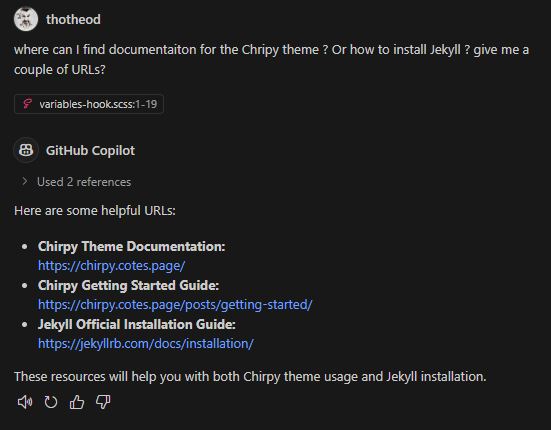 thotheod
where can I find documentaiton for the Chripy theme ? Or how to install Jekyll ? give me a
couple of URLs?
variables-hook.scss:1-19
GitHub Copilot
Used 2 references
Here are some helpful URLs:
Chirpy Theme Documentation:
https://chirpy.cotes.page/
Chirpy Getting Started Guide:
https://chirpy.cotes.page/posts/getting-started/
Jekyll Official Installation Guide:
https://jekyllrb.com/docs/installation/
These resources will help you with both Chirpy theme usage and Jekyll installation.